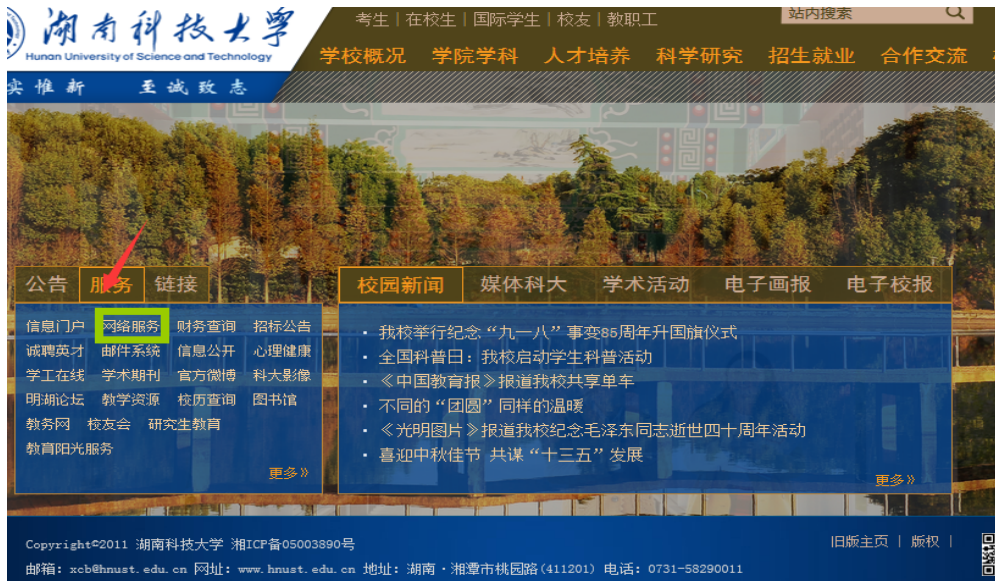 湖南科技大学
Hunan University of Science and Technology
考生 | 在校生 | 国际学生 | 校友 | 教职工
站内搜索
学校概况 学院学科 人才培养 科学研究 招生就业 合作交流
实惟新 至诚致志
公告 服务 链接
信息门户 网络服务 财务查询 招标公告
诚聘英才 邮件系统 信息公开 心理健康
学工在线 学术期刊 官方微博 科大影像
明湖论坛 教学资源 校历查询 图书馆
教务网 校友会 研究生教育
教育阳光服务
更多》
校园新闻 媒体科大 学术活动 电子画报 电子校报
· 我校举行纪念“九一八”事变85周年升国旗仪式
· 全国科普日：我校启动学生科普活动
· 《中国教育报》报道我校共享单车
· 不同的“团圆”同样的温暖
· 《光明图片》报道我校纪念毛泽东同志逝世四十周年活动
· 喜迎中秋佳节 共谋“十三五”发展
更多》
Copyright©2011 湖南科技大学 湘ICP备05003890号
旧版主页 | 版权 |
邮箱：xcb@hnust.edu.cn 网址：www.hnust.edu.cn 地址：湖南·湘潭市桃园路(411201) 电话：0731-58290011